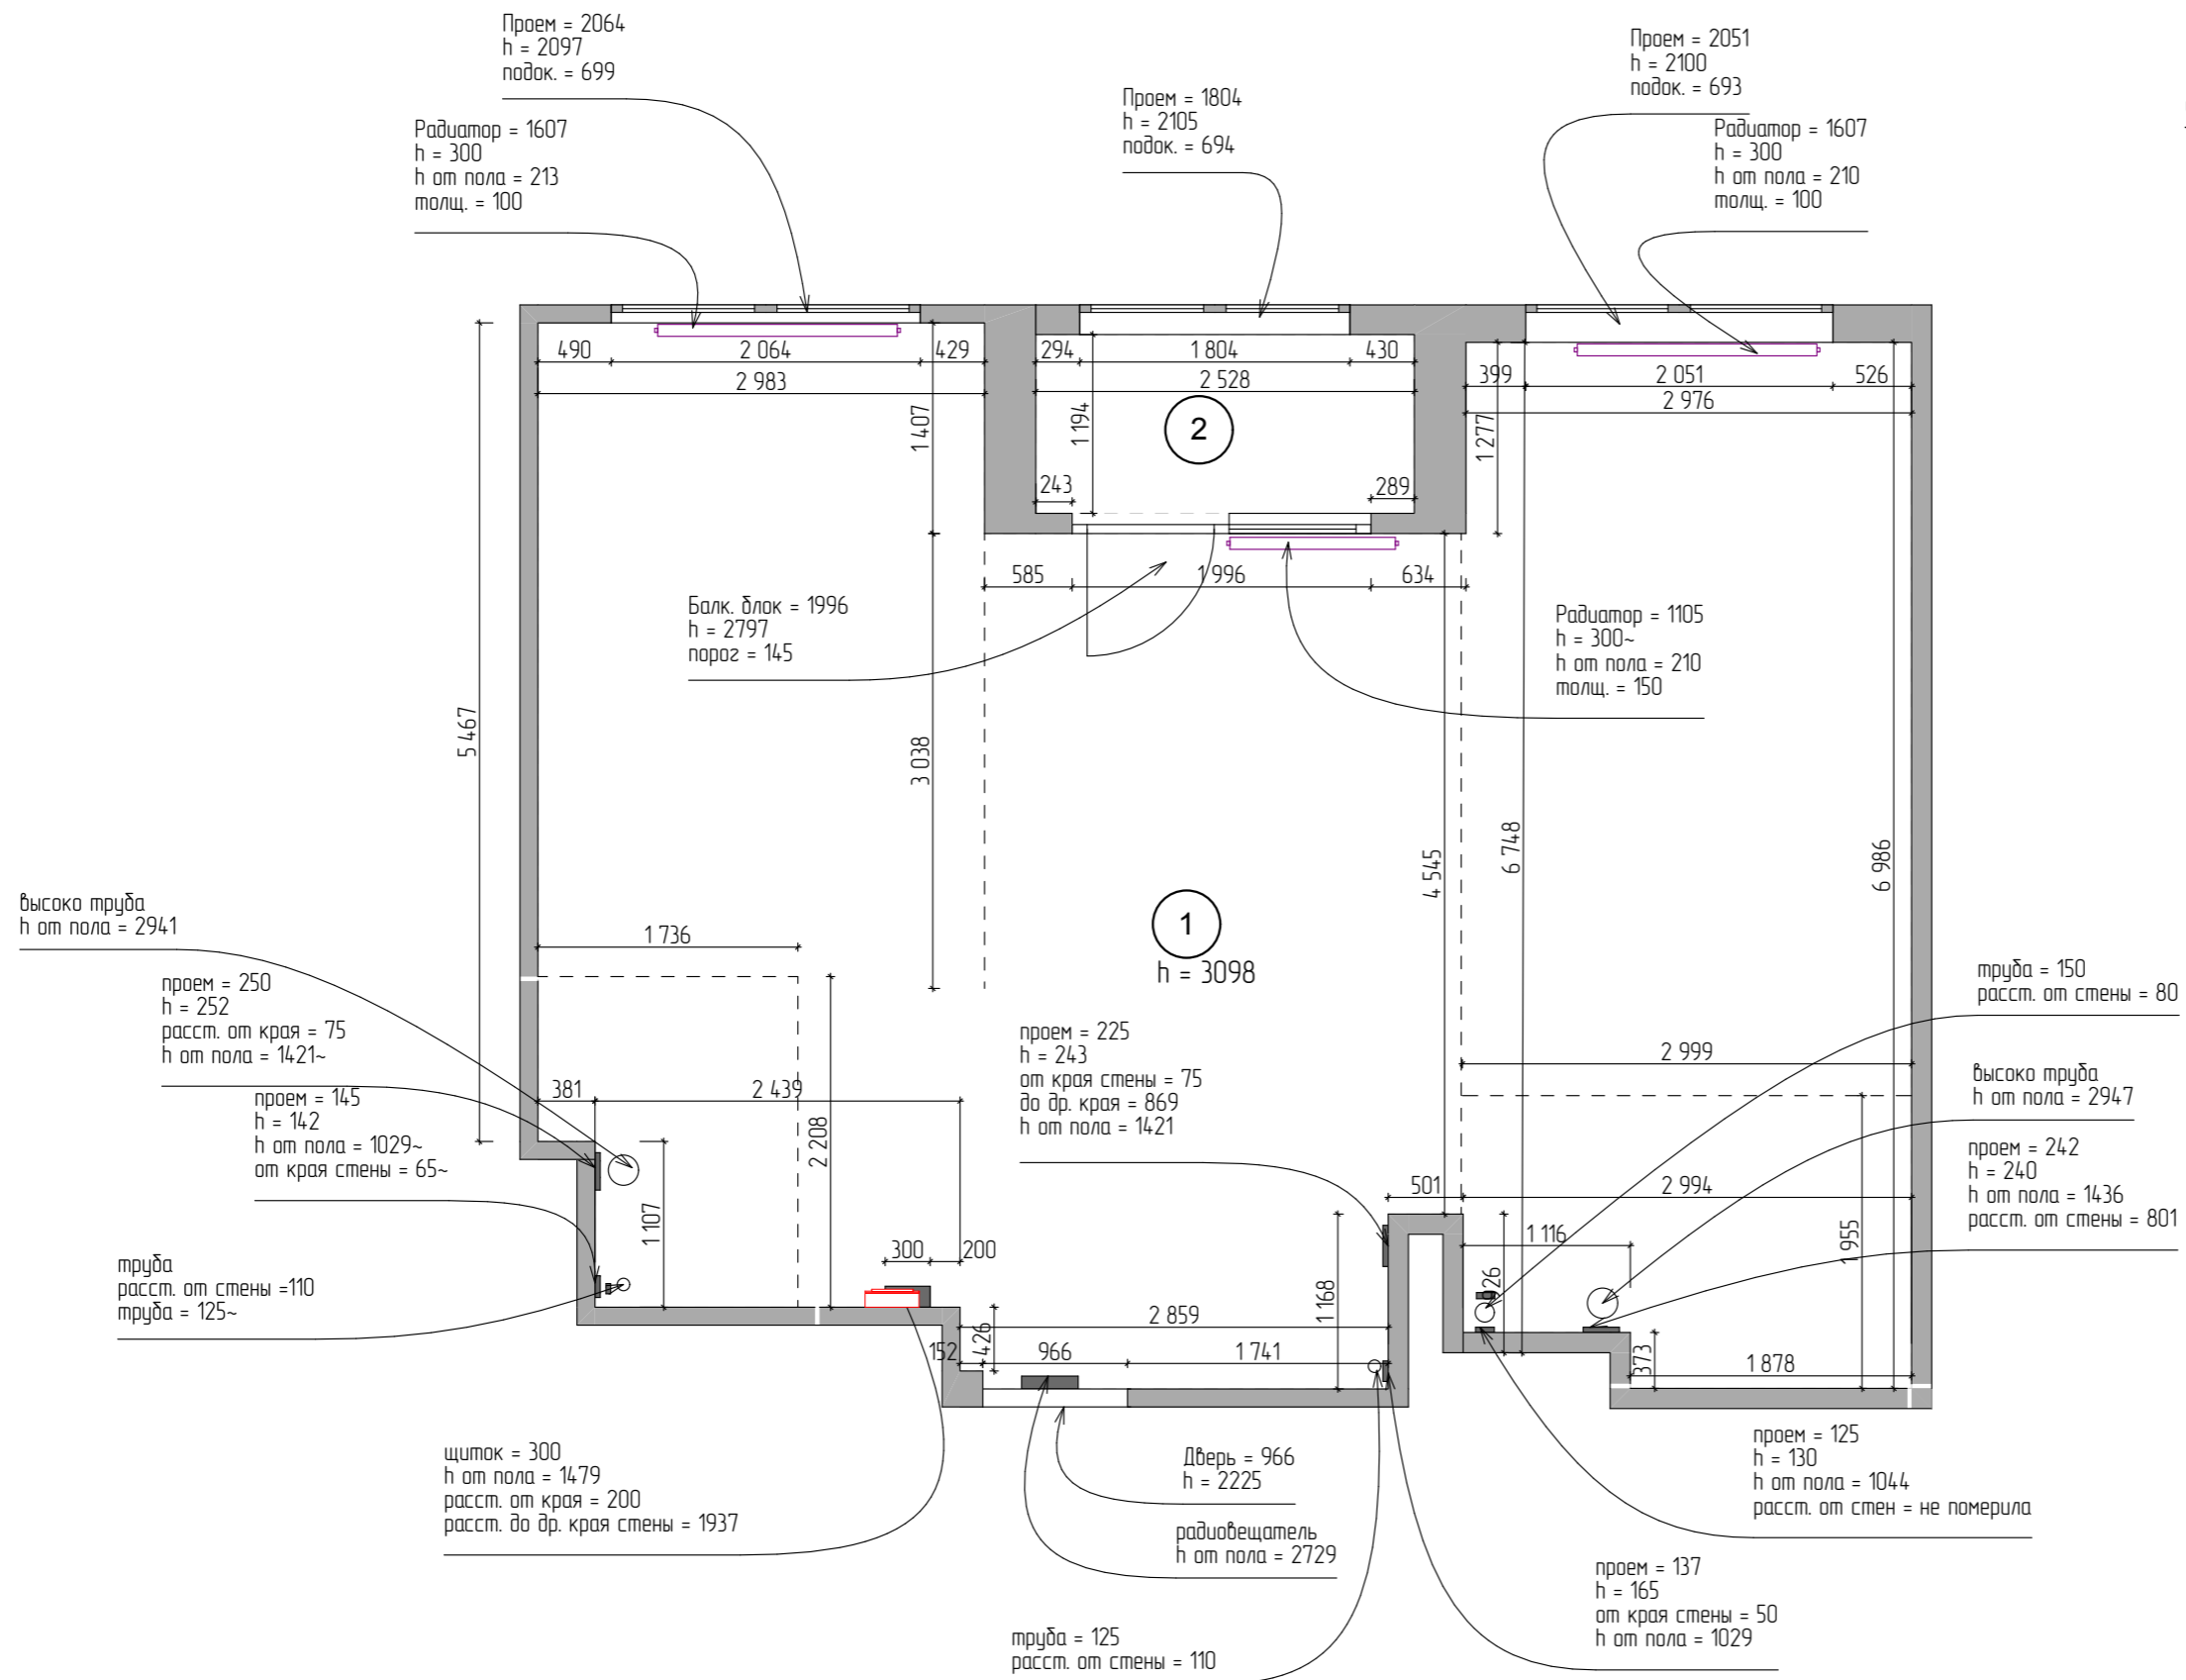 Проем = 2064
h = 2097
подок. = 699
Проем = 2051
h = 2100
подок. = 693
Проем = 1804
h = 2105
подок. = 694
Радиатор = 1607
h = 300
h от пола = 213
толщ. = 100
Радиатор = 1607
h = 300
h от пола = 210
толщ. = 100
490
2 064
429
294
1 804
430
2 983
2 528
399
2 051
526
2 976
1 407
1 194
2
1 277
243
289
585
1 996
634
Балк. блок = 1996
h = 2797
порог = 145
Радиатор = 1105
h = 300~
h от пола = 210
толщ. = 150
5 467
3 038
4 545
6 748
6 986
1
h = 3098
высоко труба
h от пола = 2941
1 736
проем = 250
h = 252
расст. от края = 75
h от пола = 1421~
труба = 150
расст. от стены = 80
проем = 225
h = 243
от края стены = 75
до др. края = 869
h от пола = 1421
2 999
высоко труба
h от пола = 2947
381
2 439
проем = 145
h = 142
h от пола = 1029~
от края стены = 65~
2 208
проем = 242
h = 240
h от пола = 1436
расст. от стены = 801
501
2 994
1 107
1 116
1 955
300
200
труба
расст. от стены =110
труба = 125~
1 168
2 859
426
152
966
1 741
373
1 878
щиток = 300
h от пола = 1479
расст. от края = 200
расст. до др. края стены = 1937
Дверь = 966
h = 2225
проем = 125
h = 130
h от пола = 1044
расст. от стен = не померила
радиовещатель
h от пола = 2729
проем = 137
h = 165
от края стены = 50
h от пола = 1029
труба = 125
расст. от стены = 110